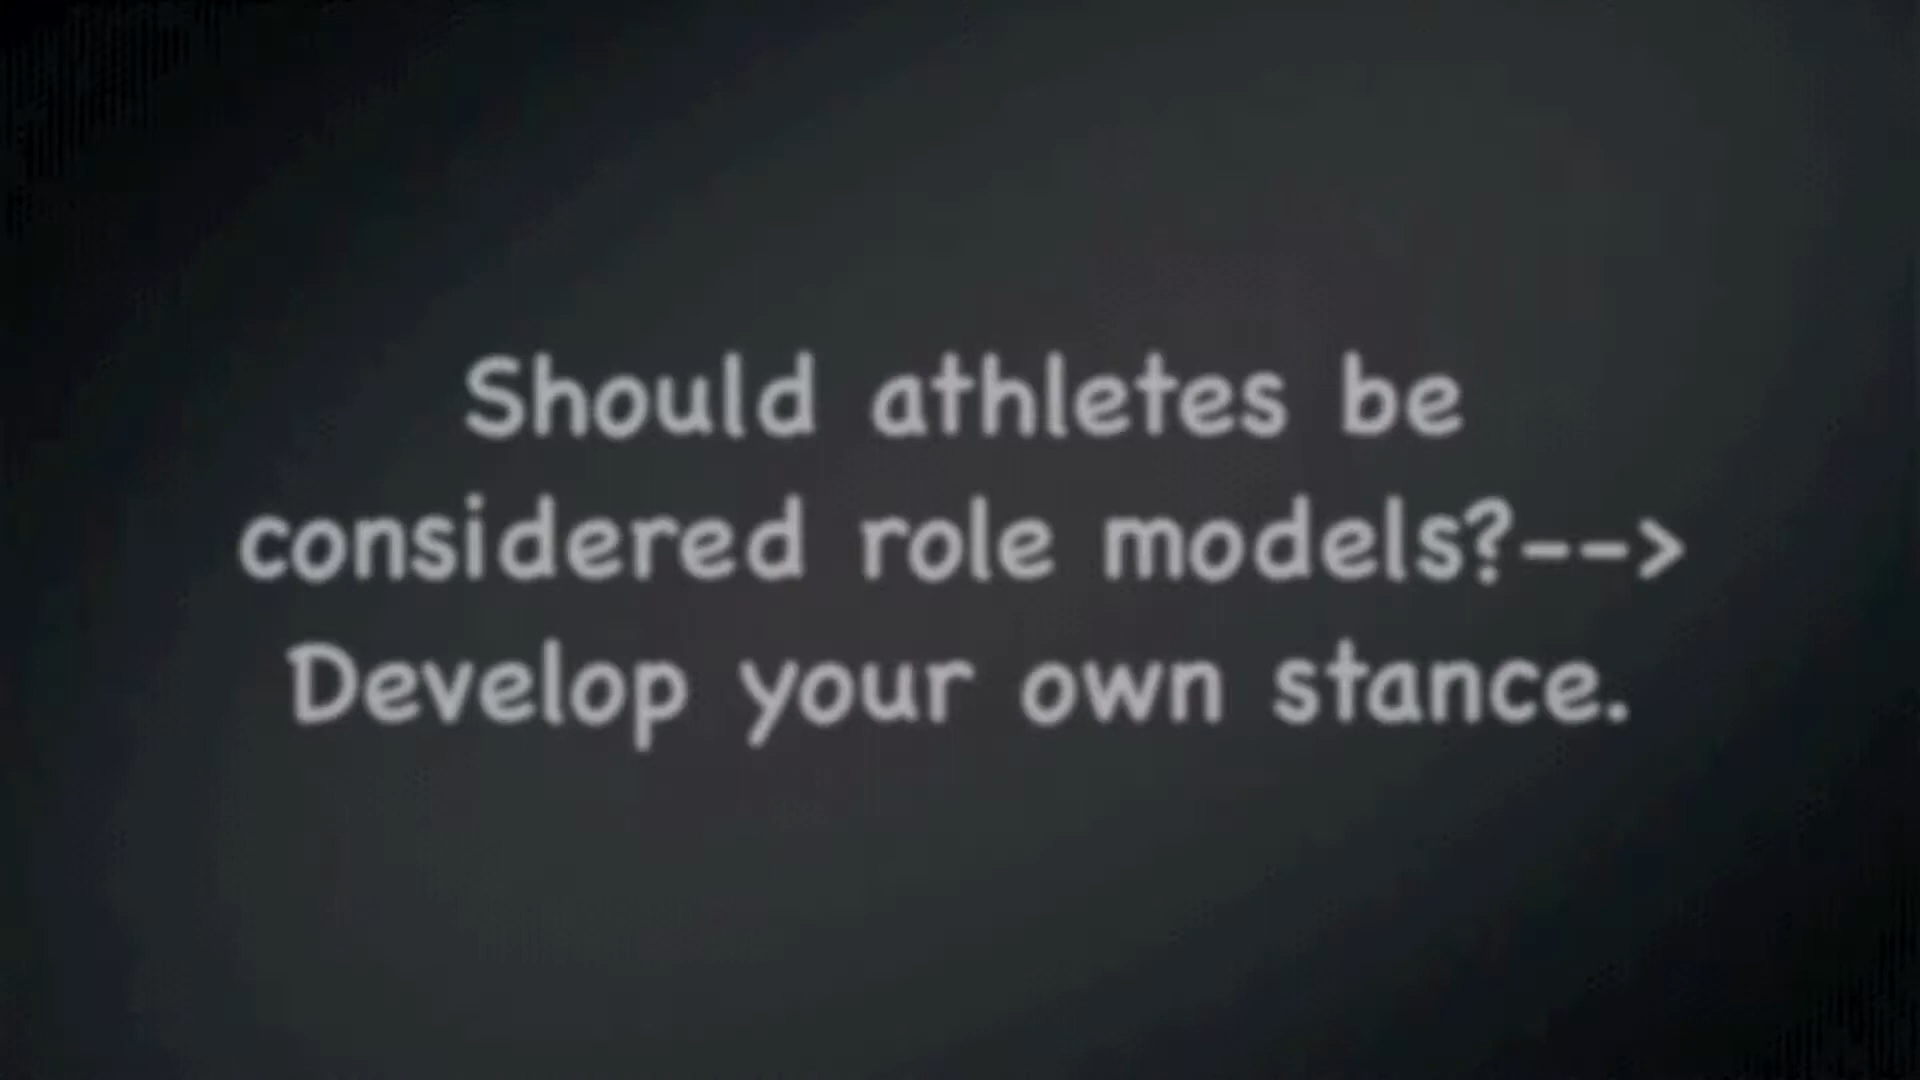 Should athletes be
considered role models?-->
Develop your own stance.